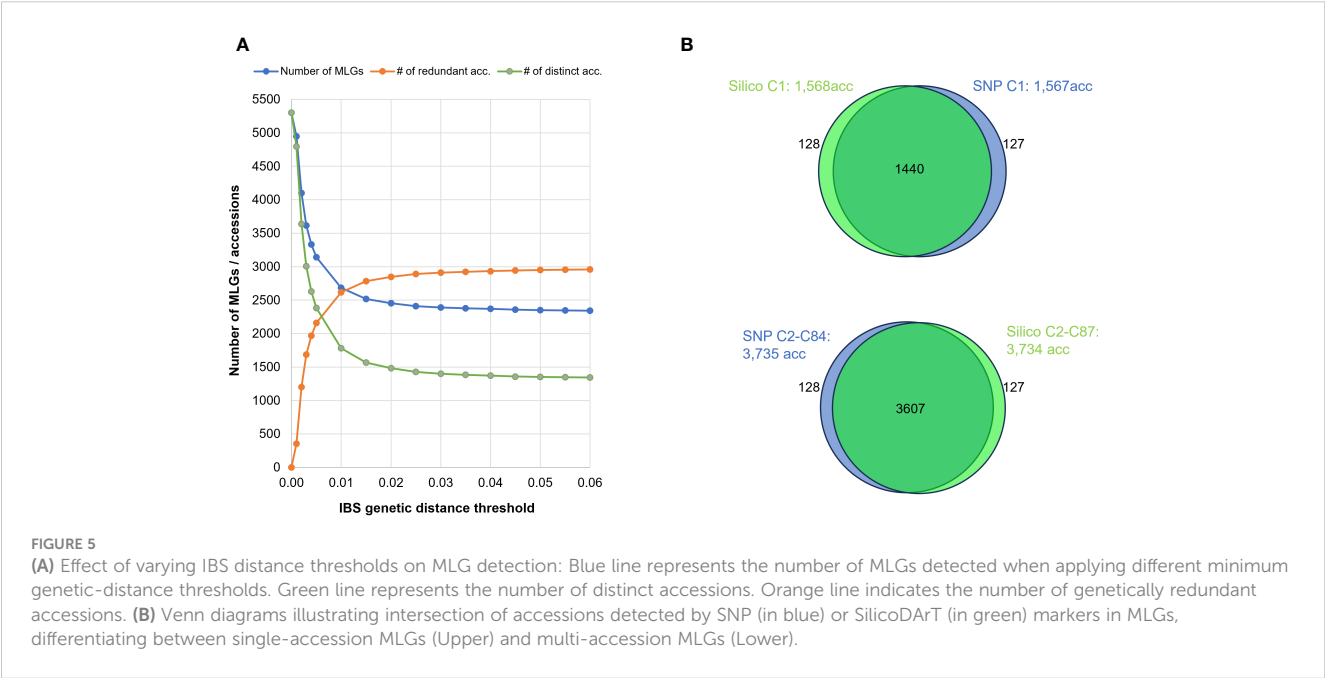 A
Number of MLGs # of redundant acc. # of distinct acc.
5500
5000
4500
4000
3500
3000
2500
2000
1500
1000
500
0
0.00 0.01 0.02 0.03 0.04 0.05 0.06
Number of MLGs / accessions
IBS genetic distance threshold
B
Silico C1: 1,568acc
SNP C1: 1,567acc
128
1440
127
SNP C2-C84:
3,735 acc
Silico C2-C87:
3,734 acc
128
3607
127
FIGURE 5
(A) Effect of varying IBS distance thresholds on MLG detection: Blue line represents the number of MLGs detected when applying different minimum
genetic-distance thresholds. Green line represents the number of distinct accessions. Orange line indicates the number of genetically redundant
accessions. (B) Venn diagrams illustrating intersection of accessions detected by SNP (in blue) or SilicoDArT (in green) markers in MLGs,
differentiating between single-accession MLGs (Upper) and multi-accession MLGs (Lower).